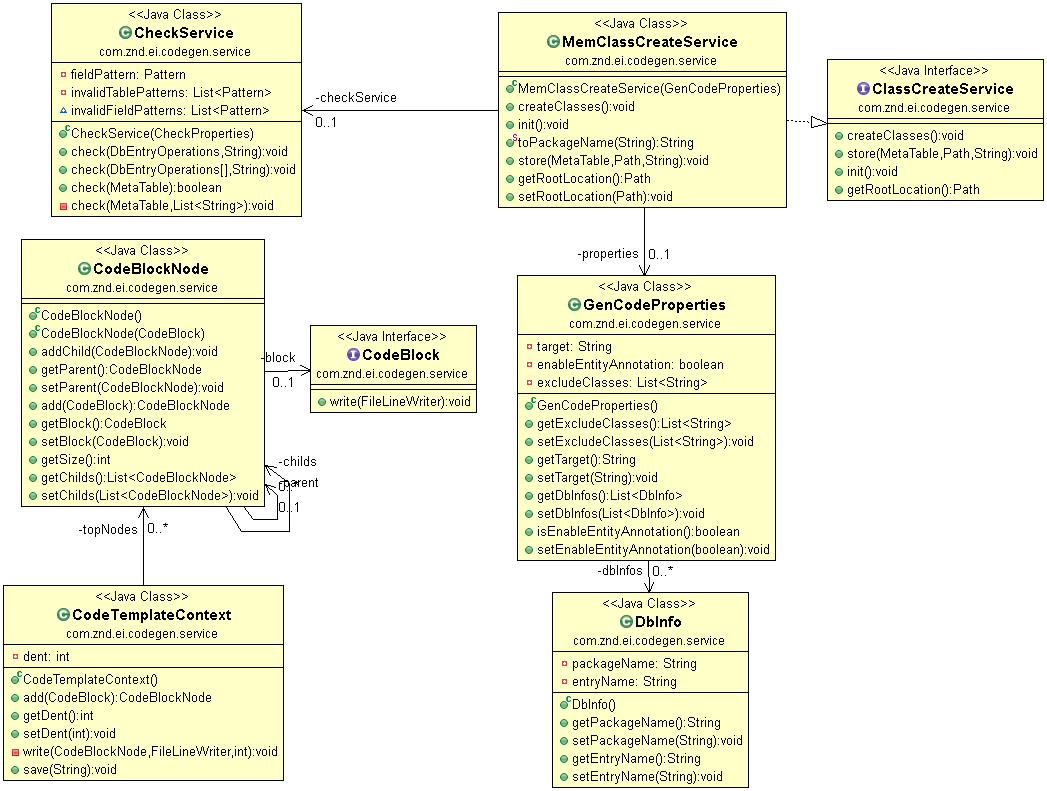 <<Java Class>>
CheckService
com.znd.ei.codegen.service
fieldPattern: Pattern
invalidTablePatterns: List<Pattern>
invalidFieldPatterns: List<Pattern>
CheckService(CheckProperties)
check(DbEntryOperations,String):void
check(DbEntryOperations[],String):void
check(MetaTable):boolean
check(MetaTable,List<String>):void
-checkService
0..1
<<Java Class>>
MemClassCreateService
com.znd.ei.codegen.service
MemClassCreateService(GenCodeProperties)
createClasses():void
init():void
toPackageName(String):String
store(MetaTable,Path,String):void
getRootLocation():Path
setRootLocation(Path):void
<<Java Interface>>
ClassCreateService
com.znd.ei.codegen.service
createClasses():void
store(MetaTable,Path,String):void
init():void
getRootLocation():Path
<<Java Class>>
CodeBlockNode
com.znd.ei.codegen.service
CodeBlockNode()
CodeBlockNode(CodeBlock)
addChild(CodeBlockNode):void
getParent():CodeBlockNode
setParent(CodeBlockNode):void
add(CodeBlock):CodeBlockNode
getBlock():CodeBlock
setBlock(CodeBlock):void
getSize():int
getChilds():List<CodeBlockNode>
setChilds(List<CodeBlockNode>):void
-block
0..1
<<Java Interface>>
CodeBlock
com.znd.ei.codegen.service
write(FileLineWriter):void
-childs
-parent
0..1
-properties
0..1
<<Java Class>>
GenCodeProperties
com.znd.ei.codegen.service
target: String
enableEntityAnnotation: boolean
excludeClasses: List<String>
GenCodeProperties()
getExcludeClasses():List<String>
setExcludeClasses(List<String>):void
getTarget():String
setTarget(String):void
getDbInfos():List<DbInfo>
setDbInfos(List<DbInfo>):void
isEnableEntityAnnotation():boolean
setEnableEntityAnnotation(boolean):void
-topNodes
0..*
<<Java Class>>
CodeTemplateContext
com.znd.ei.codegen.service
dent: int
CodeTemplateContext()
add(CodeBlock):CodeBlockNode
getDent():int
setDent(int):void
write(CodeBlockNode,FileLineWriter,int):void
save(String):void
-dbInfos
0..*
<<Java Class>>
DbInfo
com.znd.ei.codegen.service
packageName: String
entryName: String
DbInfo()
getPackageName():String
setPackageName(String):void
getEntryName():String
setEntryName(String):void